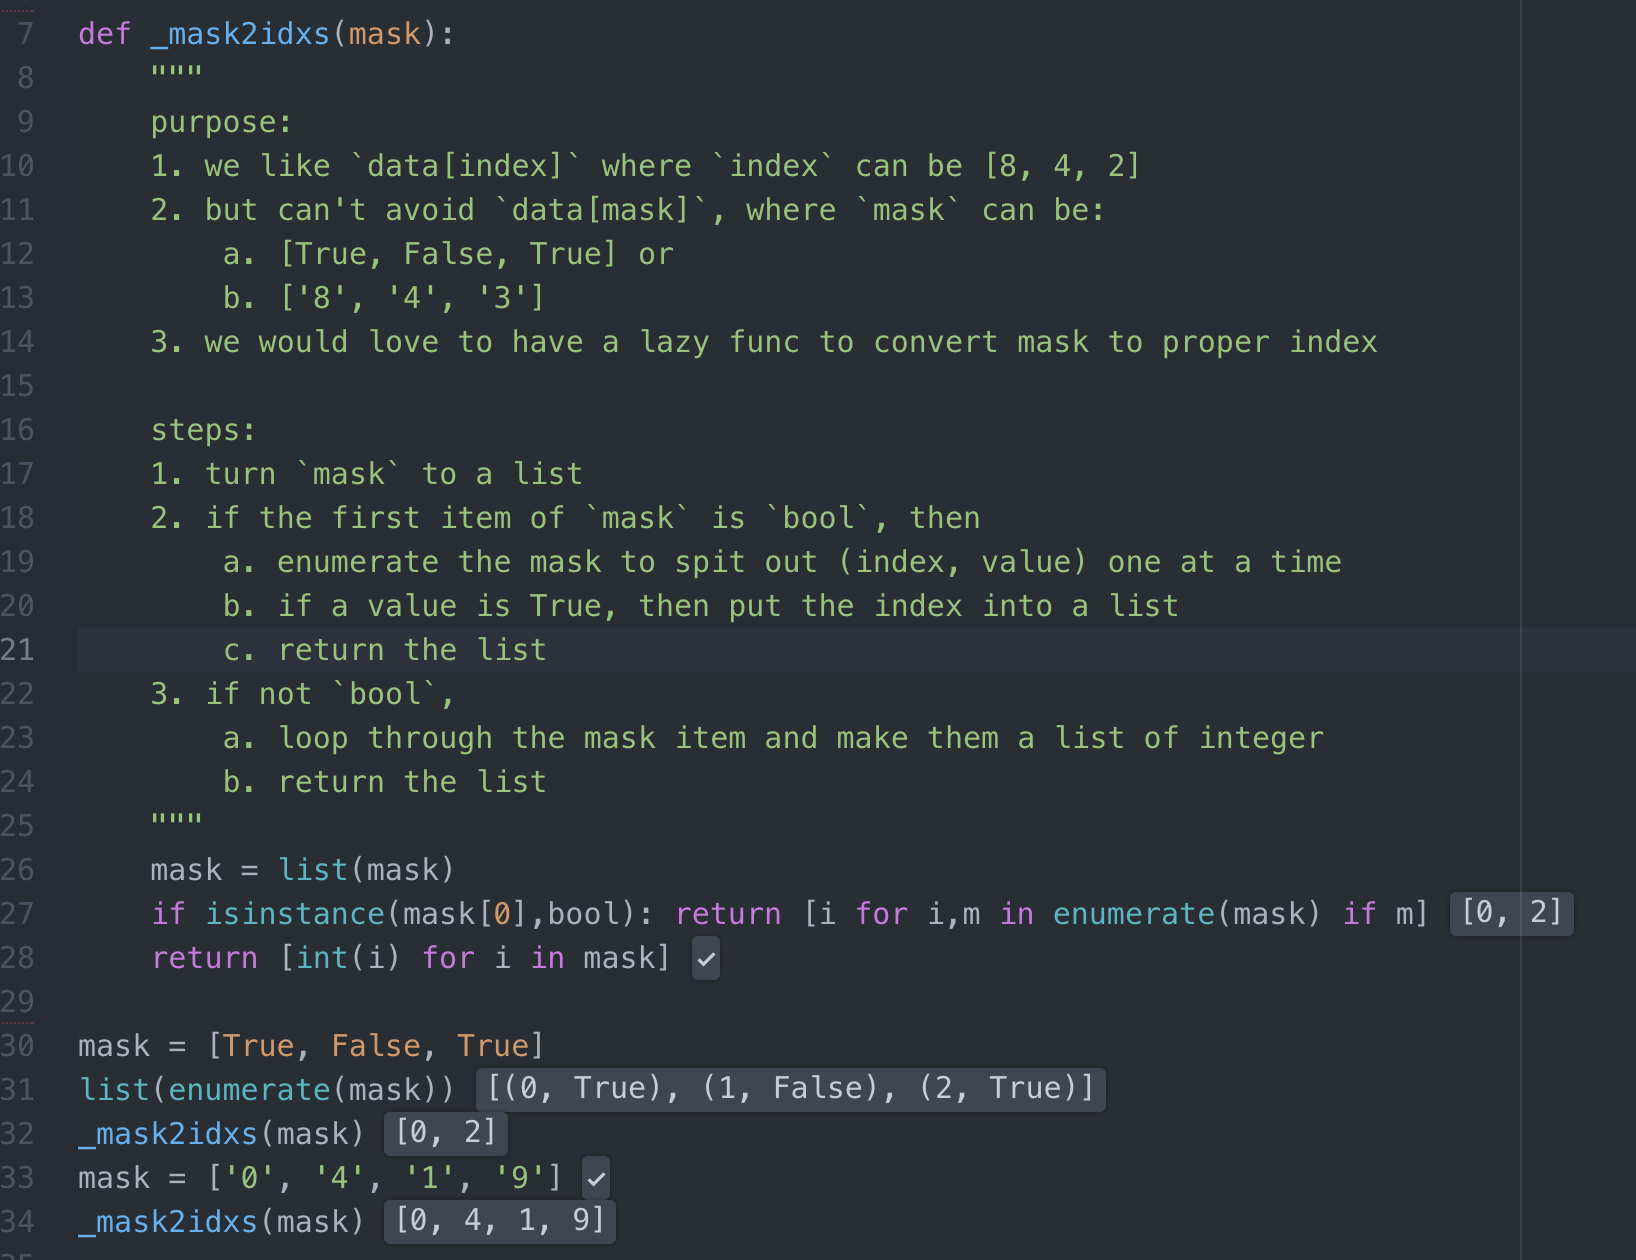 7 def _mask2idxs(mask):
8     """
9     purpose:
10     1. we like `data[index]` where `index` can be [8, 4, 2]
11     2. but can't avoid `data[mask]`, where `mask` can be:
12         a. [True, False, True] or
13         b. ['8', '4', '3']
14     3. we would love to have a lazy func to convert mask to proper index
15
16     steps:
17     1. turn `mask` to a list
18     2. if the first item of `mask` is `bool`, then
19         a. enumerate the mask to spit out (index, value) one at a time
20         b. if a value is True, then put the index into a list
21         c. return the list
22     3. if not `bool`,
23         a. loop through the mask item and make them a list of integer
24         b. return the list
25     """
26     mask = list(mask)
27     if isinstance(mask[0],bool): return [i for i,m in enumerate(mask) if m] [0, 2]
28     return [int(i) for i in mask] ✓
29
30 mask = [True, False, True]
31 list(enumerate(mask)) [(0, True), (1, False), (2, True)]
32 _mask2idxs(mask) [0, 2]
33 mask = ['0', '4', '1', '9'] ✓
34 _mask2idxs(mask) [0, 4, 1, 9]